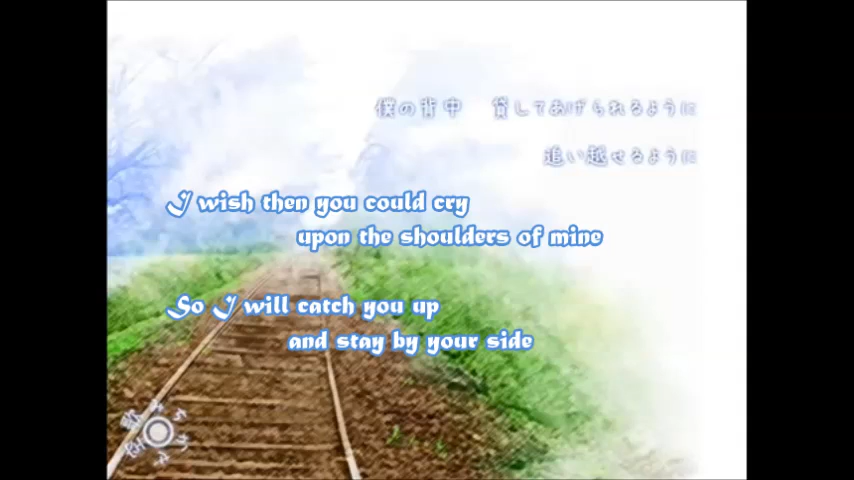 僕の背中　貸してあげられるように
追い越せるように
I wish then you could cry
upon the shoulders of mine
So I will catch you up
and stay by your side